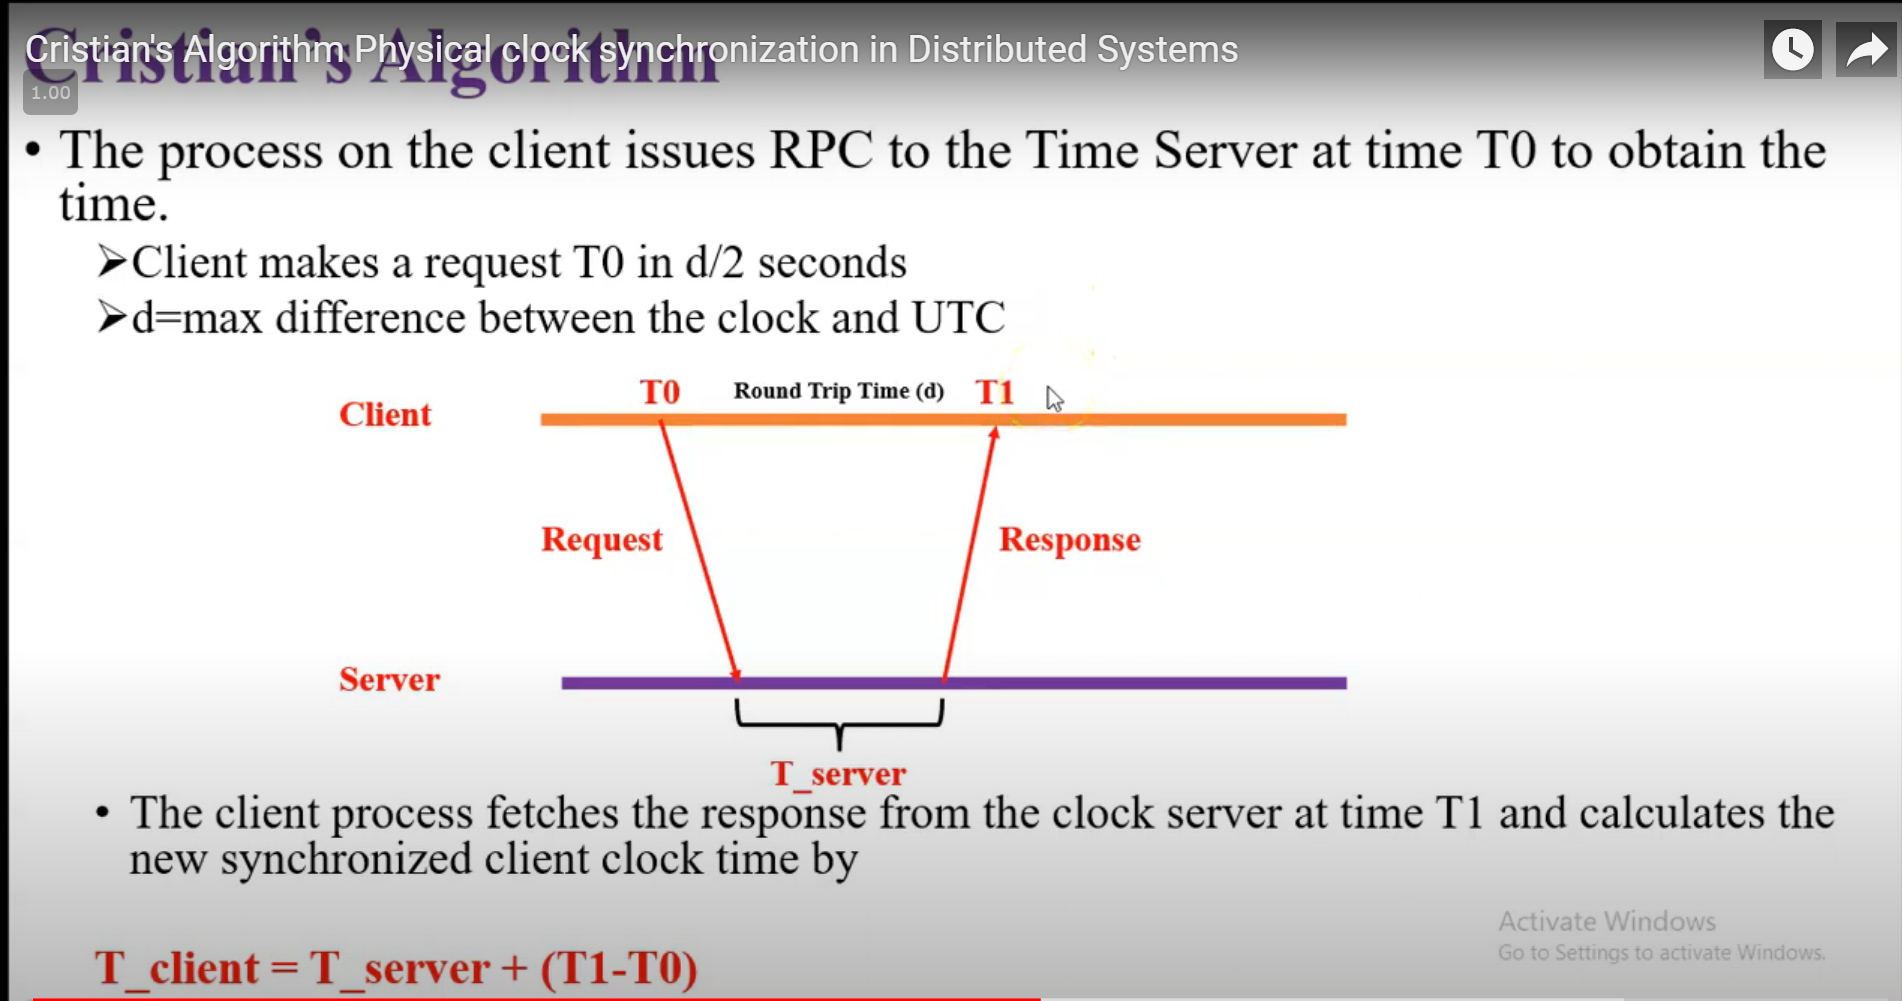 Cristian's Algorithm Physical clock synchronization in Distributed Systems
Cristian's Algorithm
1.00
• The process on the client issues RPC to the Time Server at time T0 to obtain the
time.
➢Client makes a request T0 in d/2 seconds
➢d=max difference between the clock and UTC
T0 Round Trip Time (d) T1
Client
Request Response
Server
T_server
• The client process fetches the response from the clock server at time T1 and calculates the
new synchronized client clock time by
Activate Windows
Go to Settings to activate Windows.
T_client = T_server + (T1-T0)